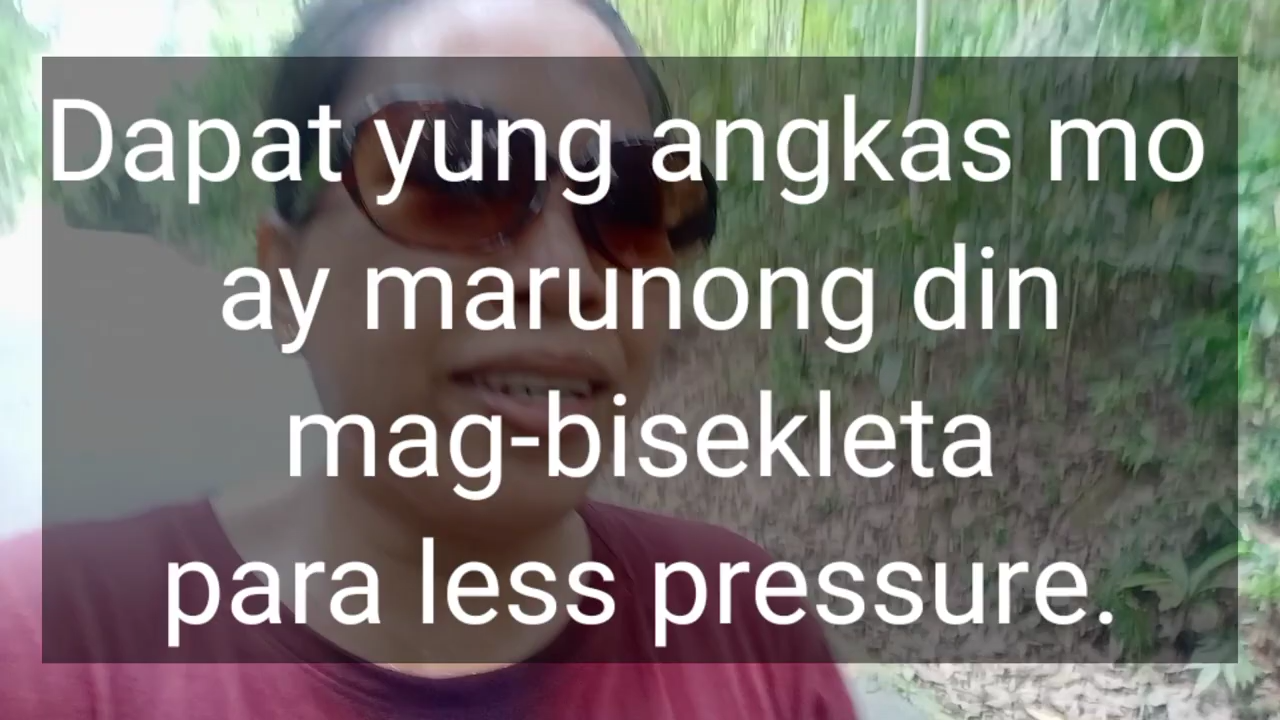 Dapat yung angkas mo
ay marunong din
mag-bisekleta
para less pressure.